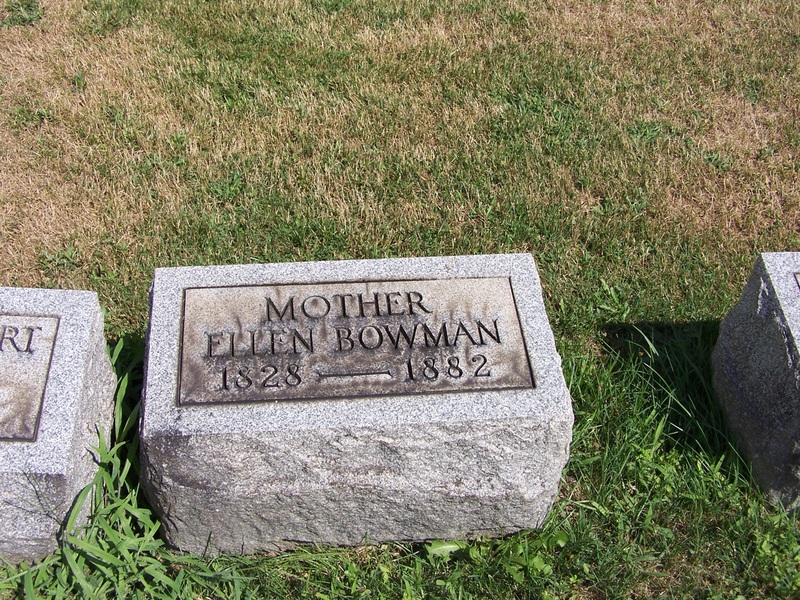 MOTHER
ELLEN BOWMAN
1828 — 1882